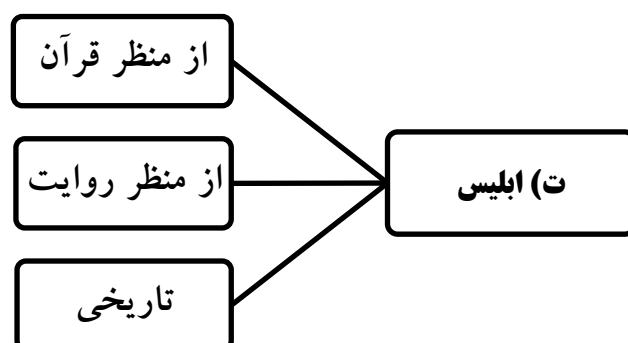 ت) ابلیس
از منظر قرآن
از منظر روایت
تاریخی